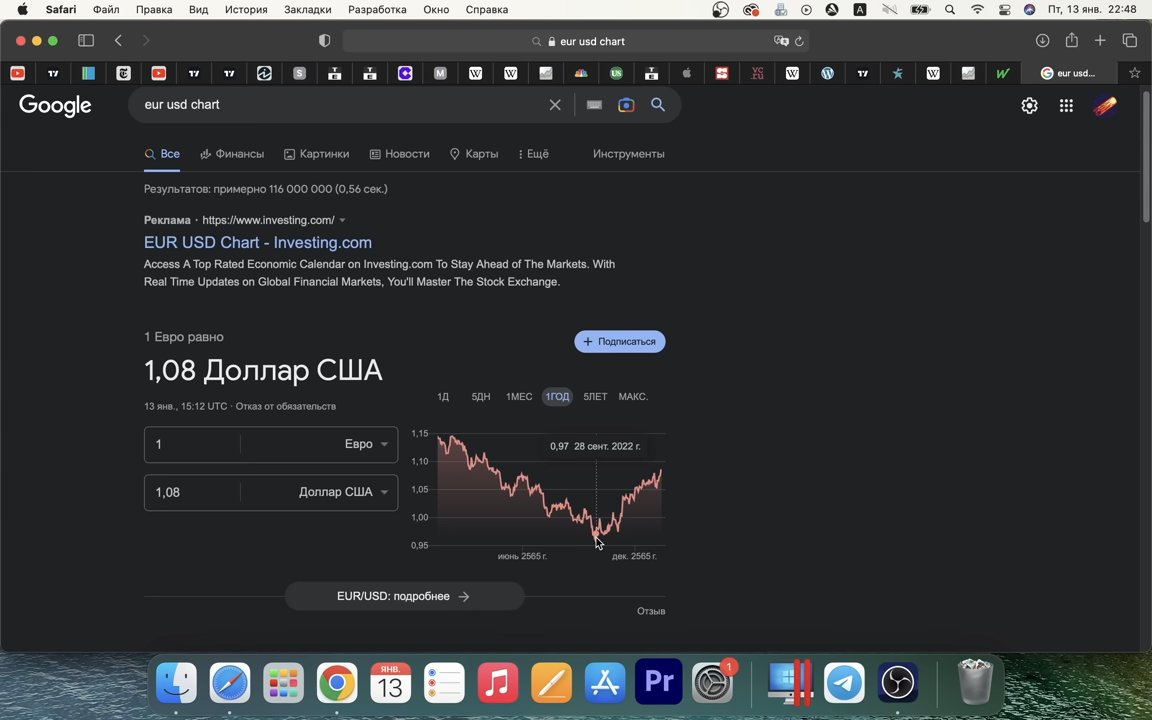 Safari Файл Правка Вид История Закладки Разработка Окно Справка
A
Пт, 13 янв. 22:48
eur usd chart
S
M
W
W
US
S
W
W
eur usd...
Google
eur usd chart
Все Финансы Картинки Новости Карты Ещё Инструменты
Результатов: примерно 116 000 000 (0,56 сек.)
Реклама · https://www.investing.com/
EUR USD Chart - Investing.com
Access A Top Rated Economic Calendar on Investing.com To Stay Ahead of The Markets. With
Real Time Updates on Global Financial Markets, You'll Master The Stock Exchange.
1 Евро равно
+ Подписаться
1,08 Доллар США
1Д 5ДН 1МЕС 1ГОД 5ЛЕТ МАКС.
13 янв., 15:12 UTC · Отказ от обязательств
1 Евро
1,08 Доллар США
1,15
1,10
1,05
1,00
0,95
0,97 28 сент. 2022 г.
июнь 2565 г. дек. 2565 г.
EUR/USD: подробнее →
Отзыв
ЯНВ.
13
Pr
1